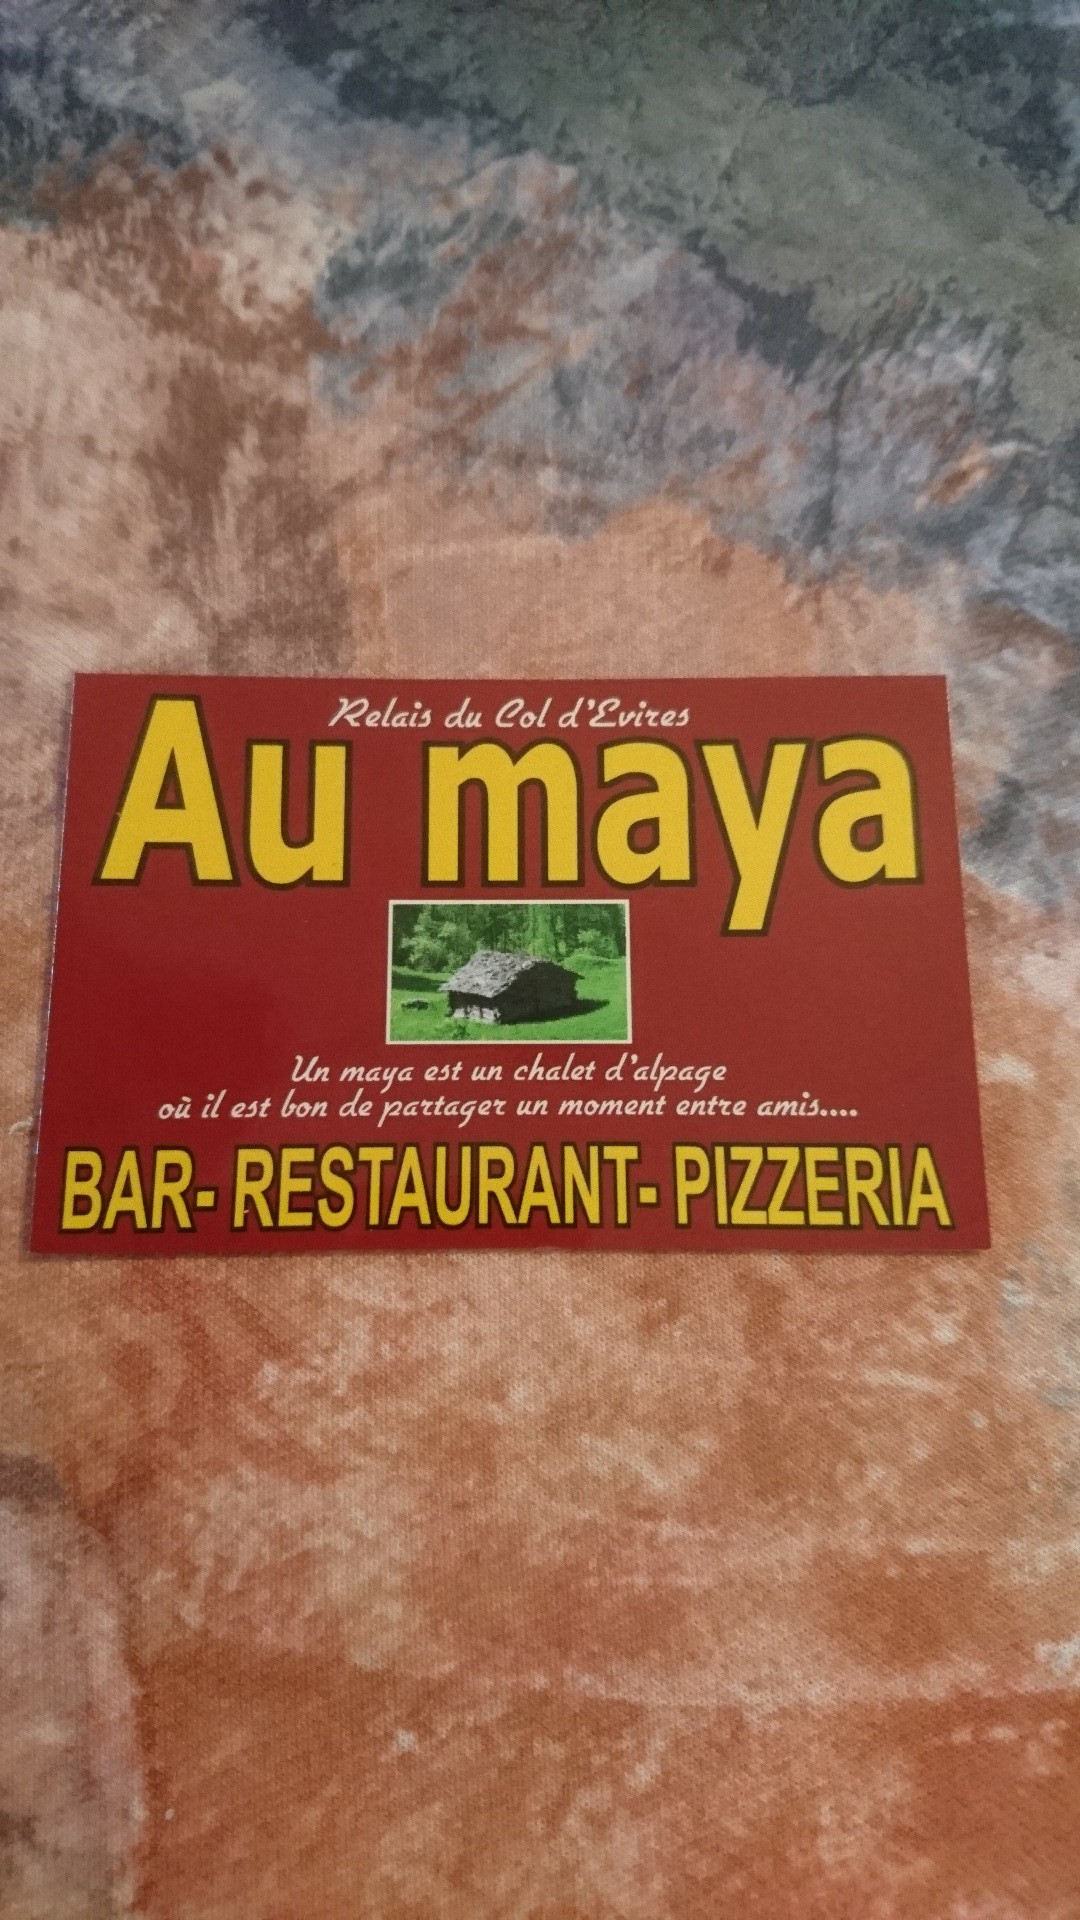 Relais du Col d'Evires
Au maya
Un maya est un chalet d'alpage
où il est bon de partager un moment entre amis....
BAR- RESTAURANT- PIZZERIA